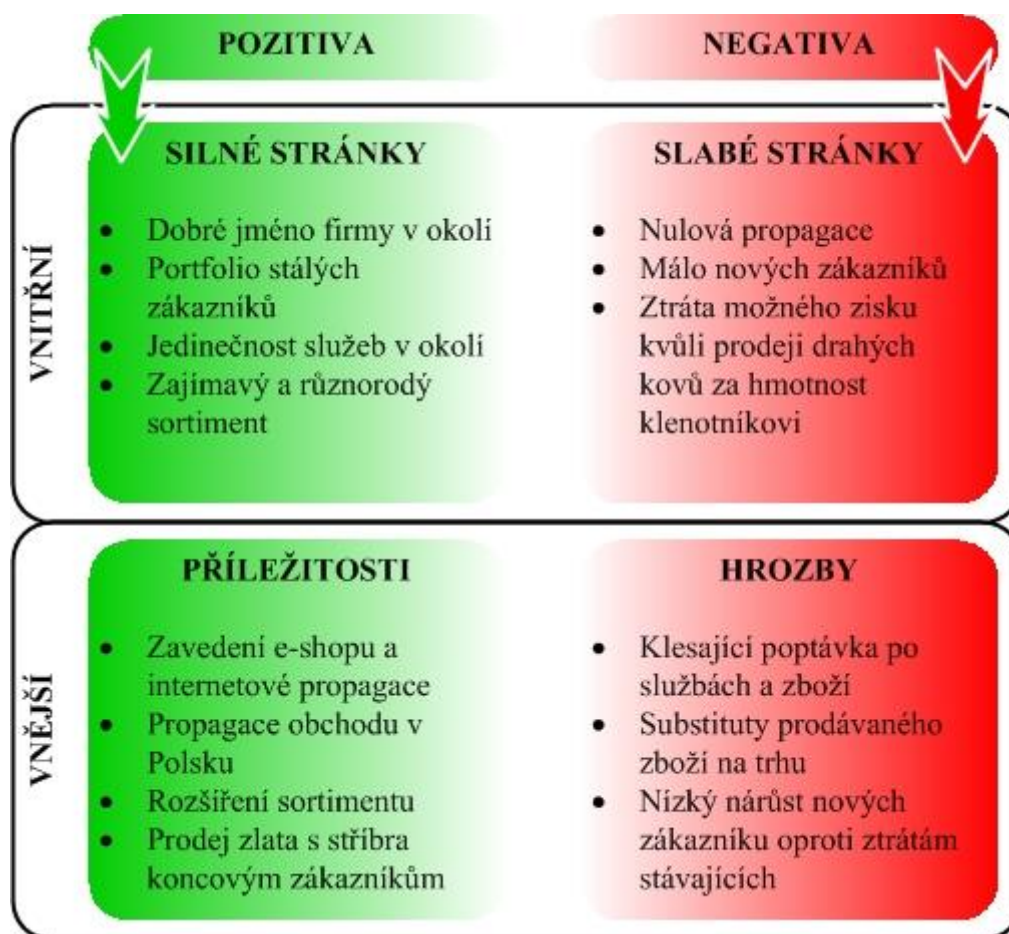 POZITIVA
NEGATIVA
VNITŘNÍ
SILNÉ STRÁNKY
Dobré jméno firmy v okolí
Portfolio stálých
zákazníků
Jedinečnost služeb v okolí
Zajímavý a různorodý
sortiment
SLABÉ STRÁNKY
Nulová propagace
Málo nových zákazníků
Ztráta možného zisku
kvůli prodeji drahých
kovů za hmotnost
klenotníkovi
VNĚJŠÍ
PŘÍLEŽITOSTI
Zavedení e-shopu a
internetové propagace
Propagace obchodu v
Polsku
Rozšíření sortimentu
Prodej zlata s stříbra
koncovým zákazníkům
HROZBY
Klesající poptávka po
službách a zboží
Substituty prodávaného
zboží na trhu
Nízký nárůst nových
zákazníku oproti ztrátám
stávajících